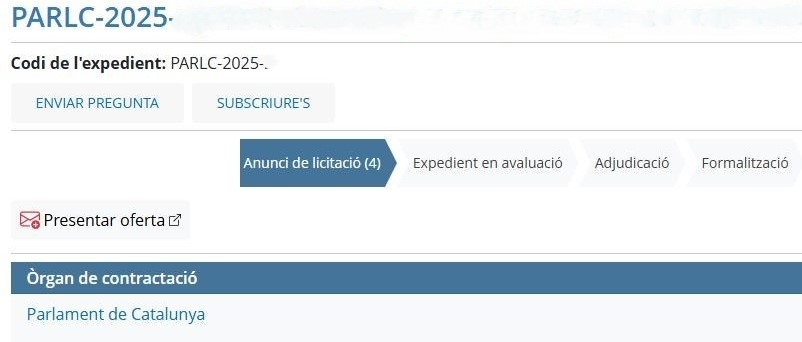 PARLC-2025-
Codi de l'expedient: PARLC-2025-.
ENVIAR PREGUNTA SUBSCRIURE'S
Anunci de licitació (4) Expedient en avaluació Adjudicació Formalització
Presentar oferta
Òrgan de contractació
Parlament de Catalunya